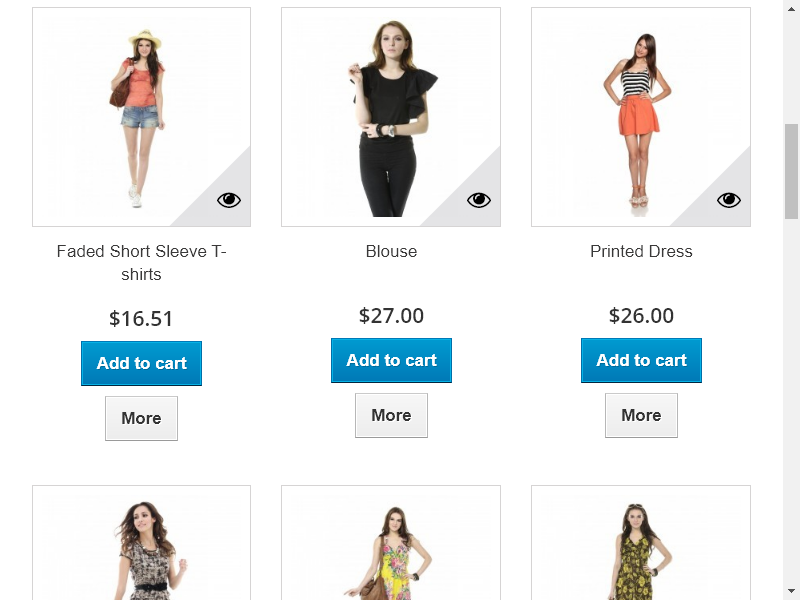 Faded Short Sleeve T-
shirts
$16.51
Add to cart
More
Blouse
$27.00
Add to cart
More
Printed Dress
$26.00
Add to cart
More